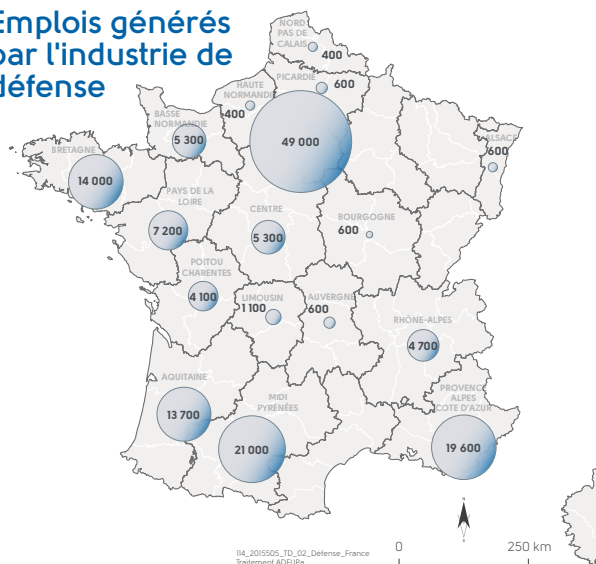 Emplois générés
par l'industrie de
défense
NORD
PAS DE
CALAIS
400
PICARDIE
600
HAUTE
NORMANDIE
400
BASSE
NORMANDIE
5 300
49 000
ALSACE
600
BRETAGNE
14 000
PAYS DE LA
LOIRE
7 200
CENTRE
5 300
BOURGOGNE
600
POITOU
CHARENTES
4 100
LIMOUSIN
1 100
AUVERGNE
600
RHÔNE-ALPES
4 700
AQUITAINE
13 700
MIDI
PYRÉNÉES
21 000
PROVENC
ALPES
COTE D'AZUR
19 600
N
S
0
250 km
114_2015505_TD_02_Défense_France
Traitement ADEUPa